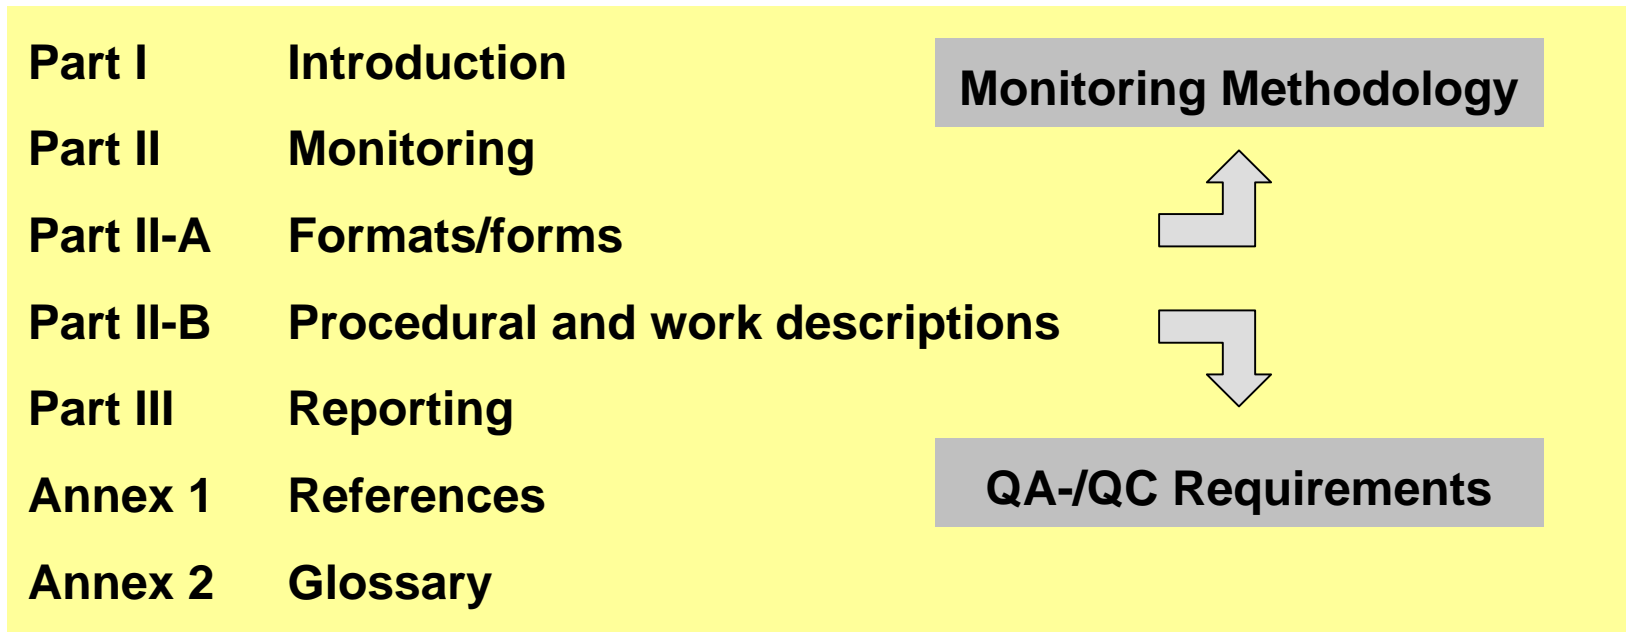 Part I Introduction
Part II Monitoring
Part II-A Formats/forms
Part II-B Procedural and work descriptions
Part III Reporting
Annex 1 References
Annex 2 Glossary
Monitoring Methodology
QA-/QC Requirements